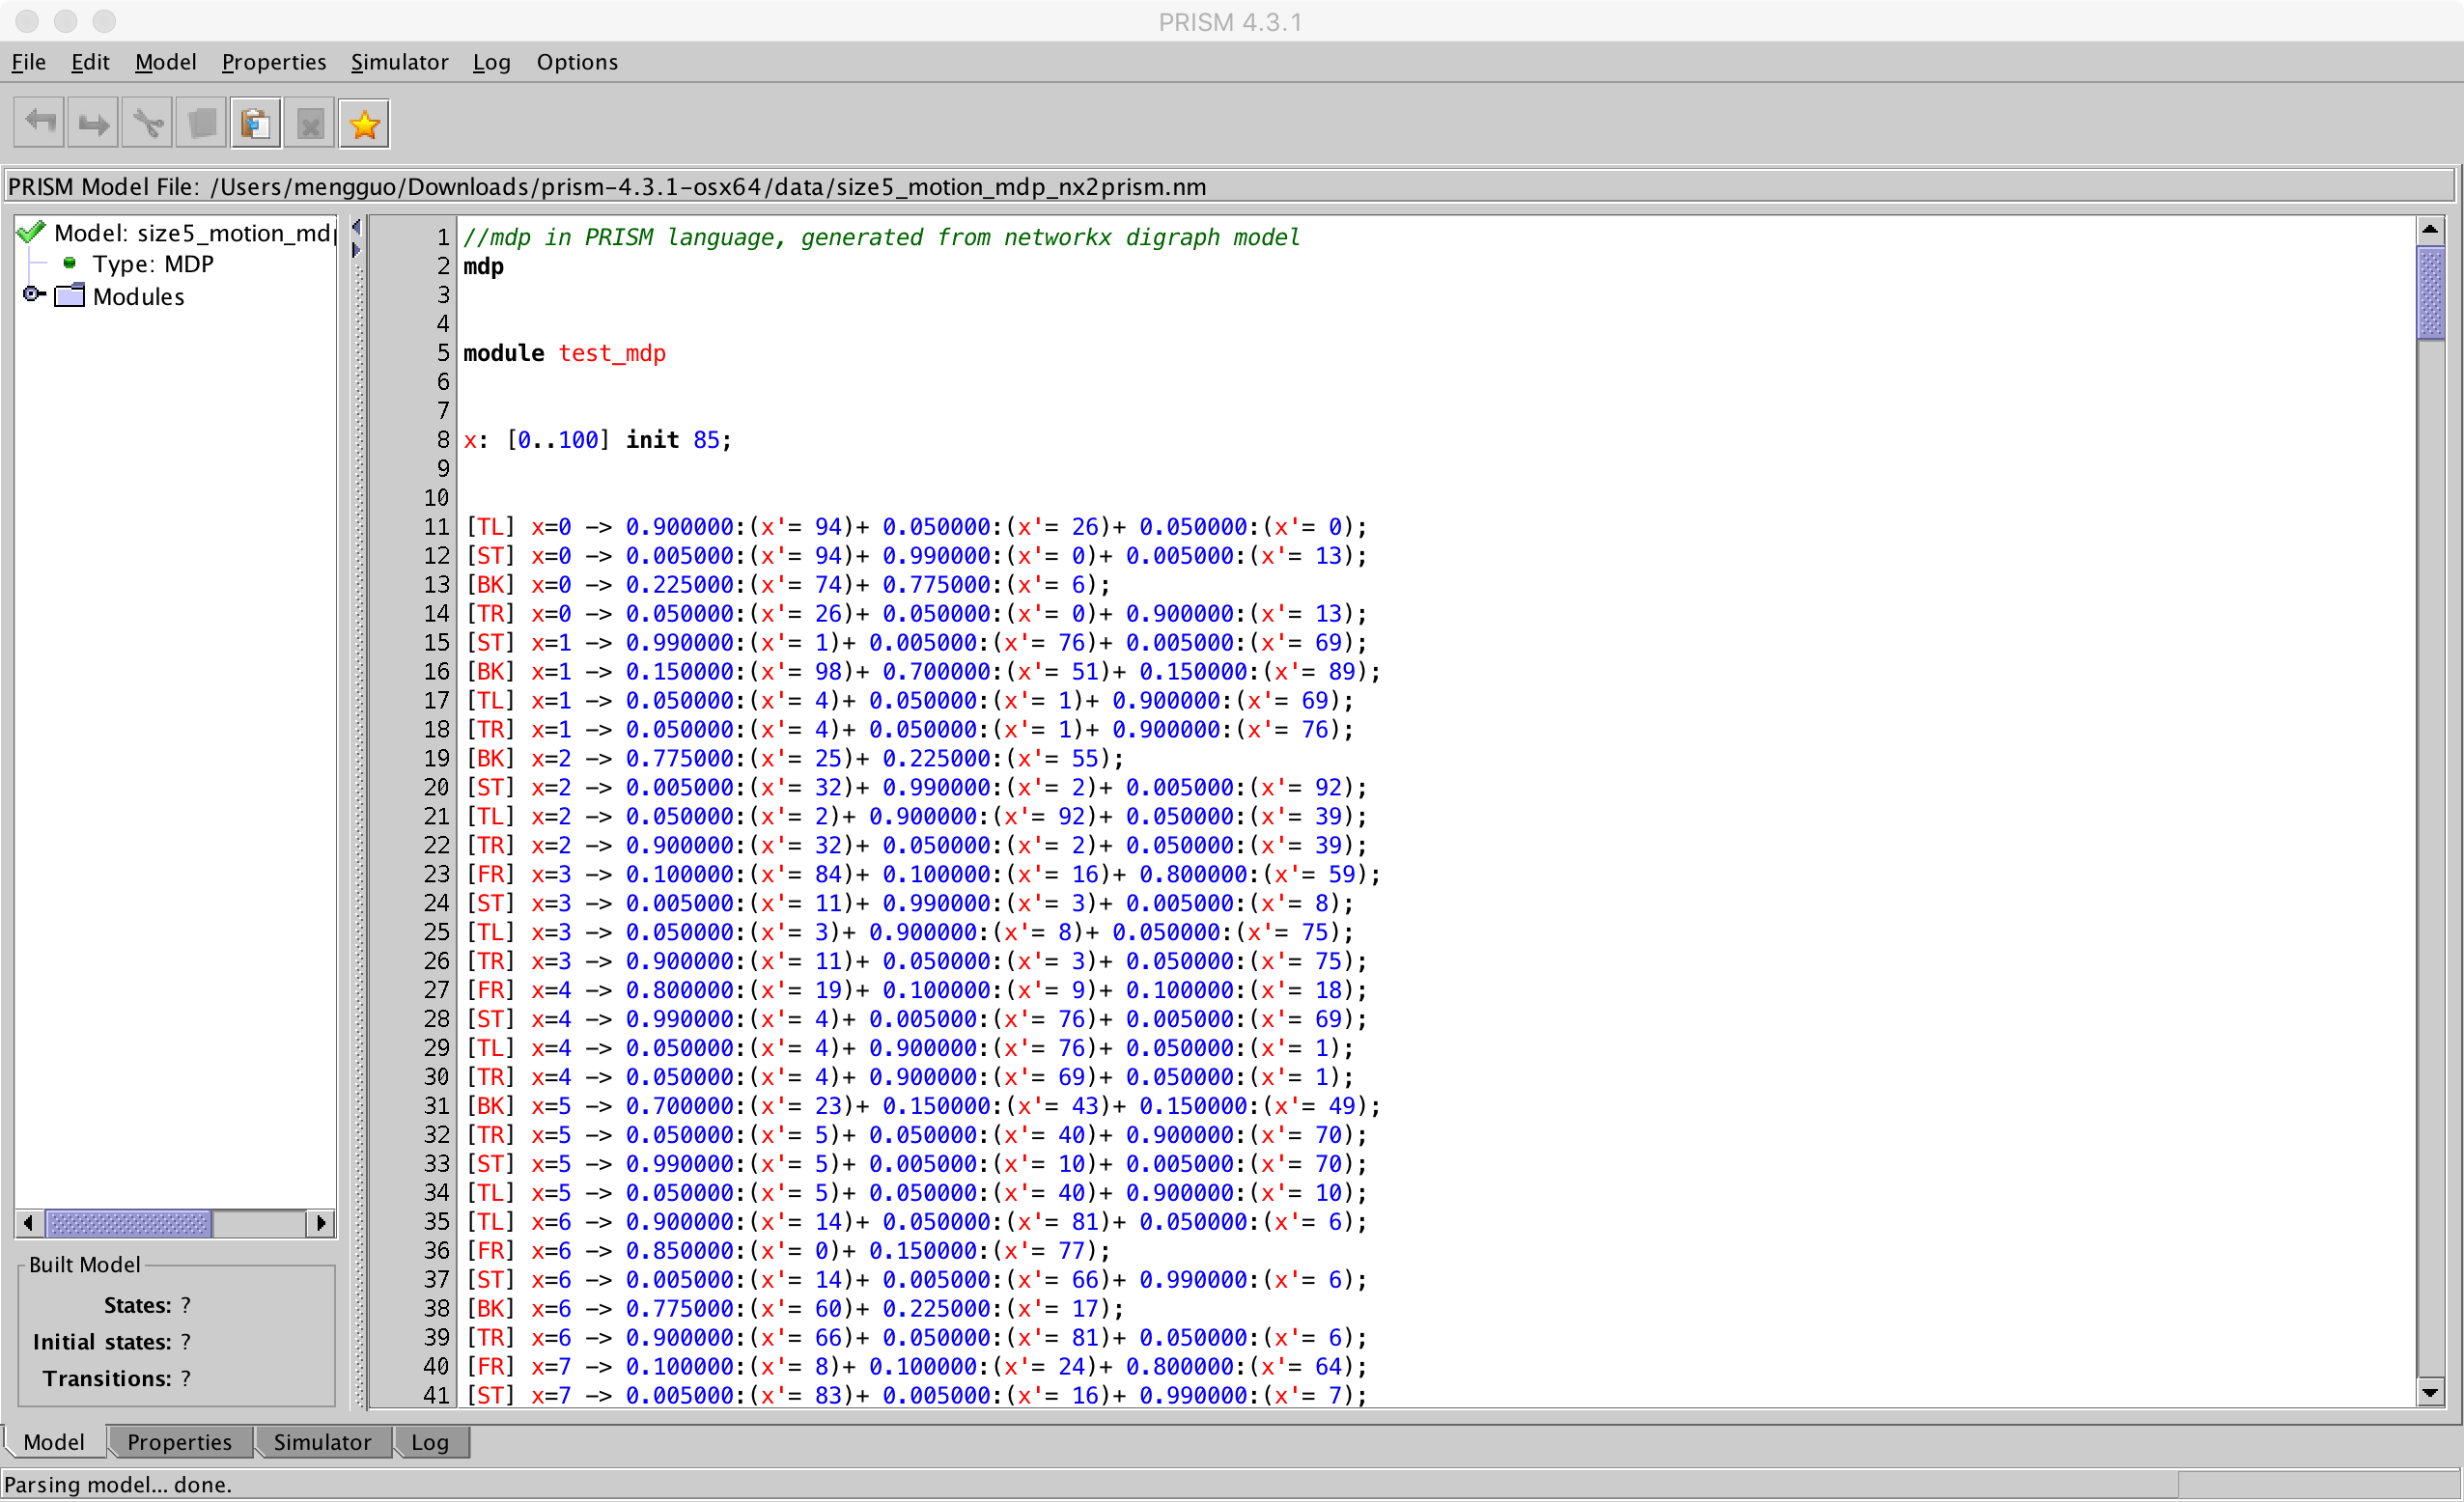 PRISM 4.3.1
File Edit Model Properties Simulator Log Options
PRISM Model File: /Users/mengguo/Downloads/prism-4.3.1-osx64/data/size5_motion_mdp_nx2prism.nm
Model: size5_motion_md
Type: MDP
Modules
1 //mdp in PRISM language, generated from networkx digraph model
2 mdp
3
4
5 module test_mdp
6
7
8 x: [0..100] init 85;
9
10
11 [TL] x=0 -> 0.900000:(x'= 94)+ 0.050000:(x'= 26)+ 0.050000:(x'= 0);
12 [ST] x=0 -> 0.005000:(x'= 94)+ 0.990000:(x'= 0)+ 0.005000:(x'= 13);
13 [BK] x=0 -> 0.225000:(x'= 74)+ 0.775000:(x'= 6);
14 [TR] x=0 -> 0.050000:(x'= 26)+ 0.050000:(x'= 0)+ 0.900000:(x'= 13);
15 [ST] x=1 -> 0.990000:(x'= 1)+ 0.005000:(x'= 76)+ 0.005000:(x'= 69);
16 [BK] x=1 -> 0.150000:(x'= 98)+ 0.700000:(x'= 51)+ 0.150000:(x'= 89);
17 [TL] x=1 -> 0.050000:(x'= 4)+ 0.050000:(x'= 1)+ 0.900000:(x'= 69);
18 [TR] x=1 -> 0.050000:(x'= 4)+ 0.050000:(x'= 1)+ 0.900000:(x'= 76);
19 [BK] x=2 -> 0.775000:(x'= 25)+ 0.225000:(x'= 55);
20 [ST] x=2 -> 0.005000:(x'= 32)+ 0.990000:(x'= 2)+ 0.005000:(x'= 92);
21 [TL] x=2 -> 0.050000:(x'= 2)+ 0.900000:(x'= 92)+ 0.050000:(x'= 39);
22 [TR] x=2 -> 0.900000:(x'= 32)+ 0.050000:(x'= 2)+ 0.050000:(x'= 39);
23 [FR] x=3 -> 0.100000:(x'= 84)+ 0.100000:(x'= 16)+ 0.800000:(x'= 59);
24 [ST] x=3 -> 0.005000:(x'= 11)+ 0.990000:(x'= 3)+ 0.005000:(x'= 8);
25 [TL] x=3 -> 0.050000:(x'= 3)+ 0.900000:(x'= 8)+ 0.050000:(x'= 75);
26 [TR] x=3 -> 0.900000:(x'= 11)+ 0.050000:(x'= 3)+ 0.050000:(x'= 75);
27 [FR] x=4 -> 0.800000:(x'= 19)+ 0.100000:(x'= 9)+ 0.100000:(x'= 18);
28 [ST] x=4 -> 0.990000:(x'= 4)+ 0.005000:(x'= 76)+ 0.005000:(x'= 69);
29 [TL] x=4 -> 0.050000:(x'= 4)+ 0.900000:(x'= 76)+ 0.050000:(x'= 1);
30 [TR] x=4 -> 0.050000:(x'= 4)+ 0.900000:(x'= 69)+ 0.050000:(x'= 1);
31 [BK] x=5 -> 0.700000:(x'= 23)+ 0.150000:(x'= 43)+ 0.150000:(x'= 49);
32 [TR] x=5 -> 0.050000:(x'= 5)+ 0.050000:(x'= 40)+ 0.900000:(x'= 70);
33 [ST] x=5 -> 0.990000:(x'= 5)+ 0.005000:(x'= 10)+ 0.005000:(x'= 70);
34 [TL] x=5 -> 0.050000:(x'= 5)+ 0.050000:(x'= 40)+ 0.900000:(x'= 10);
35 [TL] x=6 -> 0.900000:(x'= 14)+ 0.050000:(x'= 81)+ 0.050000:(x'= 6);
36 [FR] x=6 -> 0.850000:(x'= 0)+ 0.150000:(x'= 77);
37 [ST] x=6 -> 0.005000:(x'= 14)+ 0.005000:(x'= 66)+ 0.990000:(x'= 6);
38 [BK] x=6 -> 0.775000:(x'= 60)+ 0.225000:(x'= 17);
39 [TR] x=6 -> 0.900000:(x'= 66)+ 0.050000:(x'= 81)+ 0.050000:(x'= 6);
40 [FR] x=7 -> 0.100000:(x'= 8)+ 0.100000:(x'= 24)+ 0.800000:(x'= 64);
41 [ST] x=7 -> 0.005000:(x'= 83)+ 0.005000:(x'= 16)+ 0.990000:(x'= 7);
Built Model
States: ?
Initial states: ?
Transitions: ?
Model Properties Simulator Log
Parsing model... done.